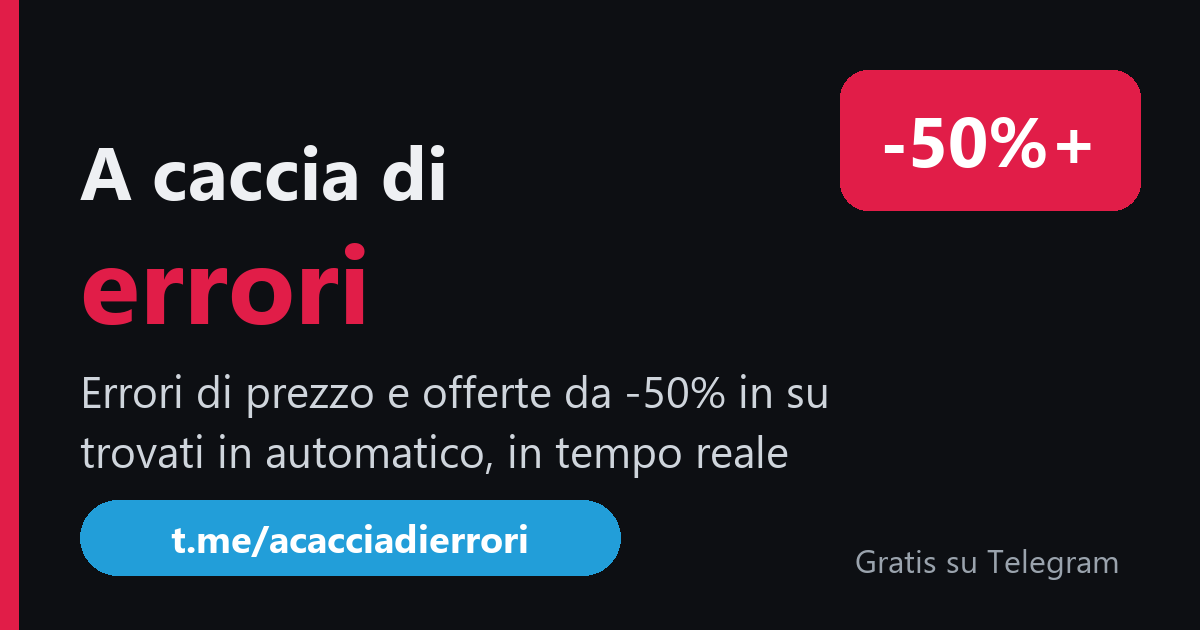 -50%+
A caccia di
errori
Errori di prezzo e offerte da -50% in su
trovati in automatico, in tempo reale
t.me/acacciadierrori
Gratis su Telegram